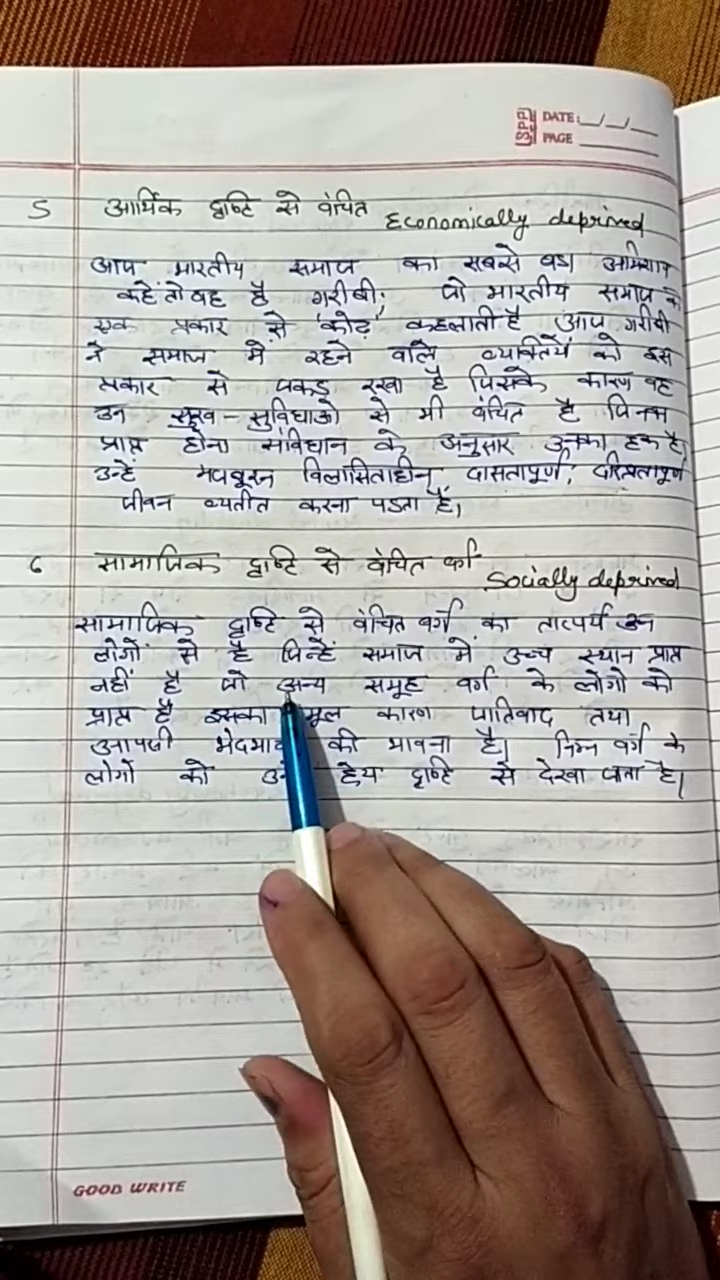 SPP DATE: _/_/_
PAGE
5 आर्थिक दृष्टि से वंचित Economically deprived
आज भारतीय समाज का सबसे बडा अभिशाप
कहें तो वह है गरीबी; जो भारतीय समाज के
एक प्रकार से 'कोढ़' कहलाती है आज गरीबी
ने समाज में रहने वाले व्यक्तियें को इस
प्रकार से पकड़ रखा है जिसके कारण वह
उन सुख-सुविधाओ से भी वंचित है जिनका
प्राप्त होना संविधान के अनुसार उनका हक है,
उन्हें मजबूरन विलासिताहीन, दासतापूर्ण, दरिद्रतापूर्ण
जीवन व्यतीत करना पडता है,
6 सामाजिक दृष्टि से वंचित वर्ग Socially deprived
सामाजिक दृष्टि से वंचित वर्ग का तात्पर्य उन
लोगों से है जिन्हें समाज में उच्च स्थान प्राप्त
नहीं है जो अन्य समूह वर्ग के लोगो को
प्राप्त है इसका मूल कारण जातिवाद तथा
आपसी की भावना है। निम्न वर्ग के
लोगों को हेय दृष्टि से देखा जाता है।
GOOD WRITE